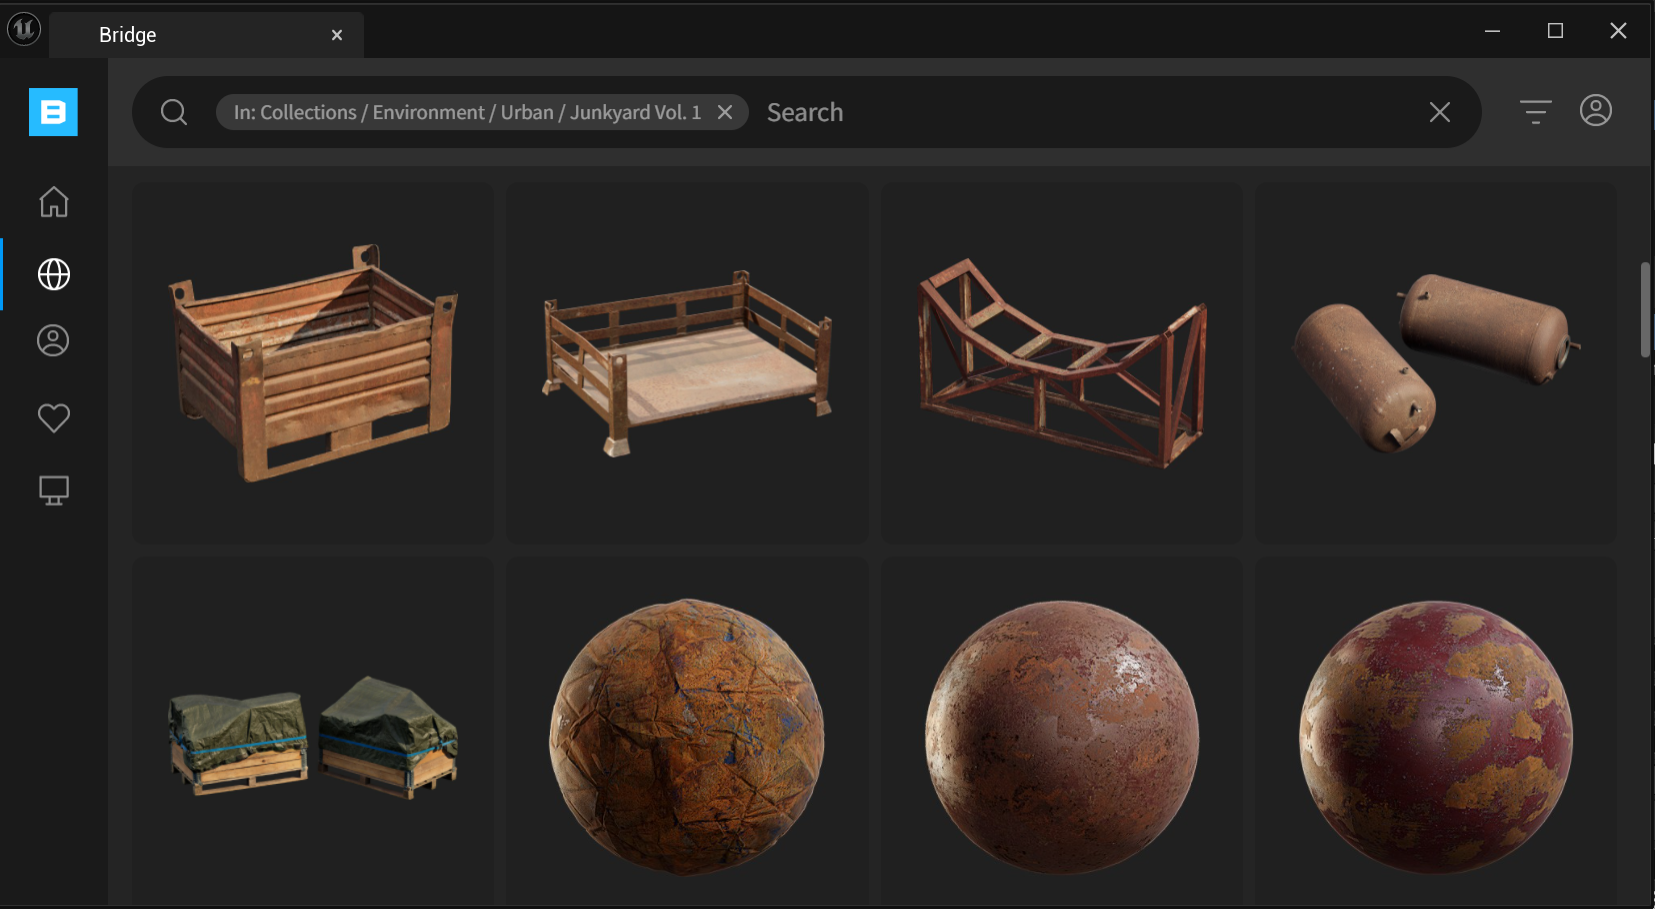 Bridge
In: Collections / Environment / Urban / Junkyard Vol. 1
Search
B